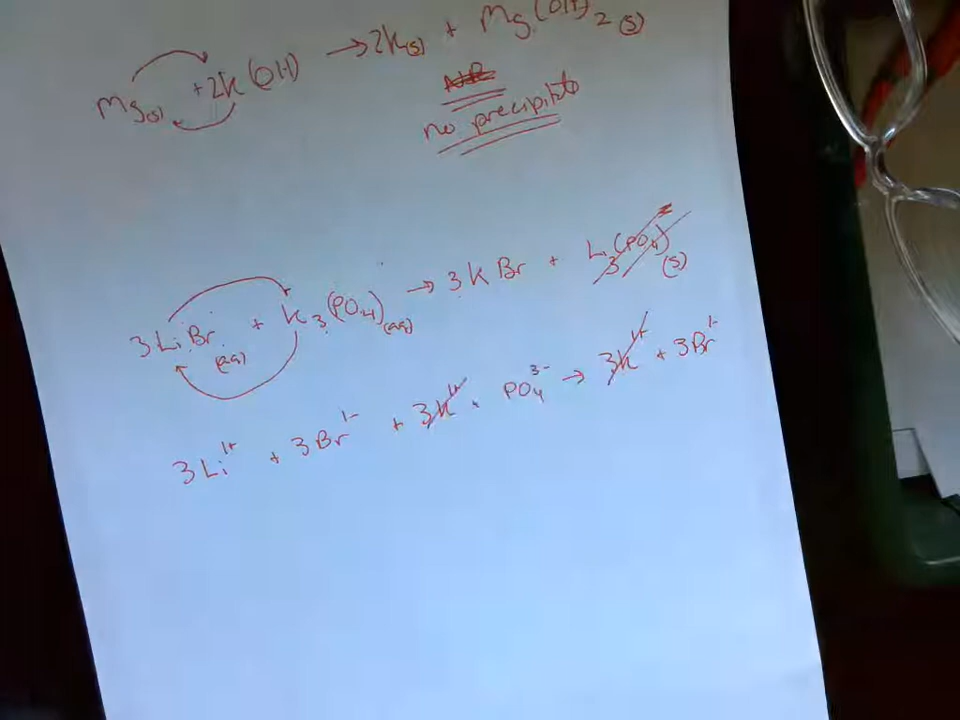 Mg(s) + 2K(OH) → 2K(s) + Mg(OH)2(s)
no precipitate
3LiBr(aq) + K3(PO4)(aq) → 3KBr + Li3(PO4)(s)
3Li¹⁺ + 3Br¹⁻ + 3K¹⁺ + PO4³⁻ → 3K¹⁺ + 3Br¹⁻